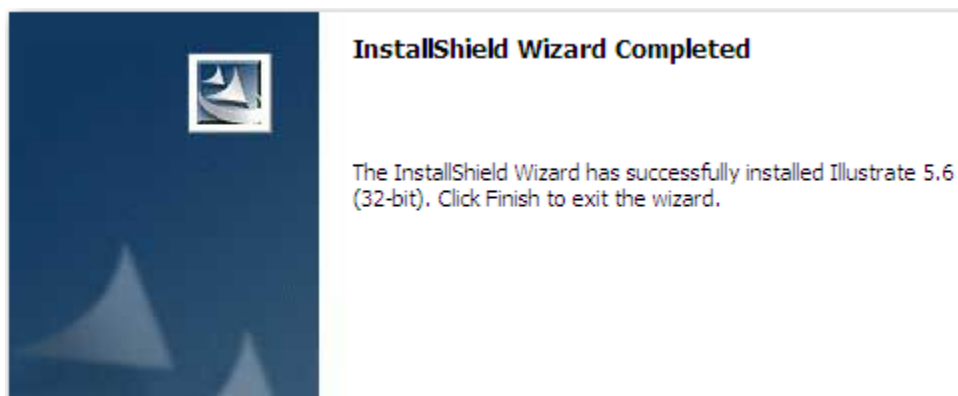 InstallShield Wizard Completed
The InstallShield Wizard has successfully installed Illustrate 5.6
(32-bit). Click Finish to exit the wizard.